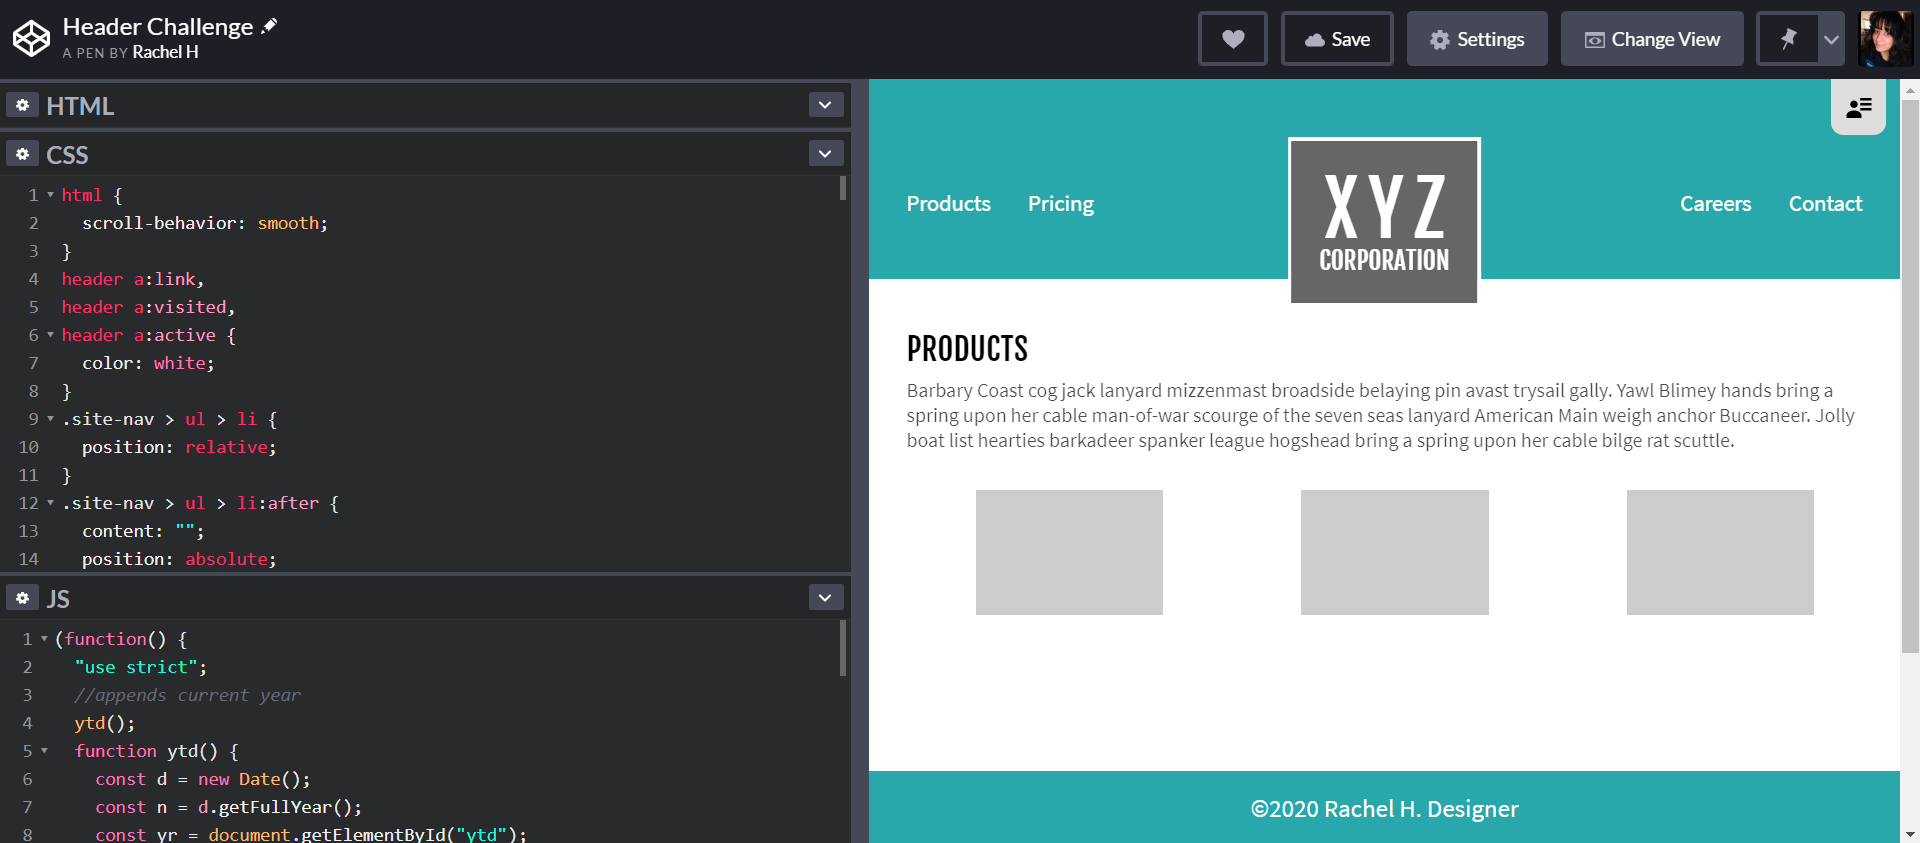 Header Challenge
A PEN BY Rachel H
Save
Settings
Change View
HTML
CSS
1 html {
2 scroll-behavior: smooth;
3 }
4 header a:link,
5 header a:visited,
6 header a:active {
7 color: white;
8 }
9 .site-nav > ul > li {
10 position: relative;
11 }
12 .site-nav > ul > li:after {
13 content: "";
14 position: absolute;
JS
1 (function() {
2 "use strict";
3 //appends current year
4 ytd();
5 function ytd() {
6 const d = new Date();
7 const n = d.getFullYear();
8 const yr = document.getElementById("ytd");
Products
Pricing
XYZ
CORPORATION
Careers
Contact
PRODUCTS
Barbary Coast cog jack lanyard mizzenmast broadside belaying pin avast trysail gally. Yawl Blimey hands bring a
spring upon her cable man-of-war scourge of the seven seas lanyard American Main weigh anchor Buccaneer. Jolly
boat list hearties barkadeer spanker league hogshead bring a spring upon her cable bilge rat scuttle.
©2020 Rachel H. Designer